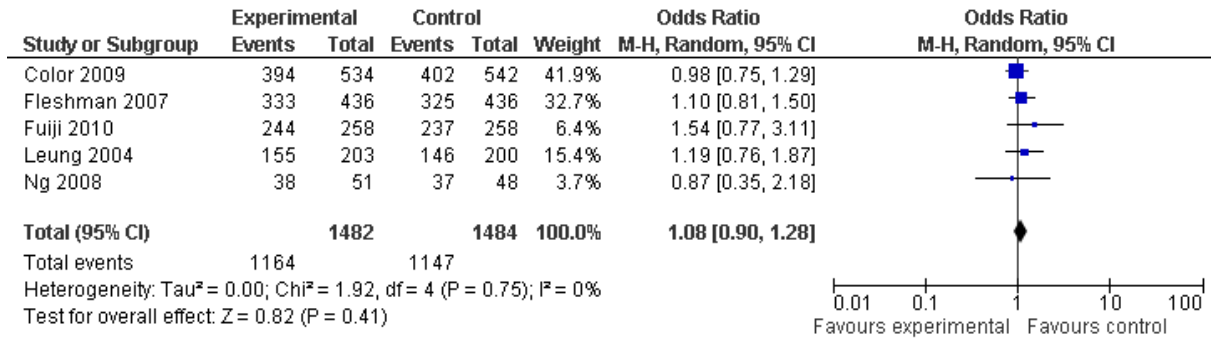 Experimental Control Odds Ratio Odds Ratio
Study or Subgroup Events Total Events Total Weight M-H, Random, 95% CI M-H, Random, 95% CI
Color 2009 394 534 402 542 41.9% 0.98 [0.75, 1.29]
Fleshman 2007 333 436 325 436 32.7% 1.10 [0.81, 1.50]
Fuiji 2010 244 258 237 258 6.4% 1.54 [0.77, 3.11]
Leung 2004 155 203 146 200 15.4% 1.19 [0.76, 1.87]
Ng 2008 38 51 37 48 3.7% 0.87 [0.35, 2.18]
Total (95% CI) 1482 1484 100.0% 1.08 [0.90, 1.28]
Total events 1164 1147
Heterogeneity: Tau² = 0.00; Chi² = 1.92, df = 4 (P = 0.75); I² = 0%
Test for overall effect: Z = 0.82 (P = 0.41)
0.01 0.1 1 10 100
Favours experimental Favours control